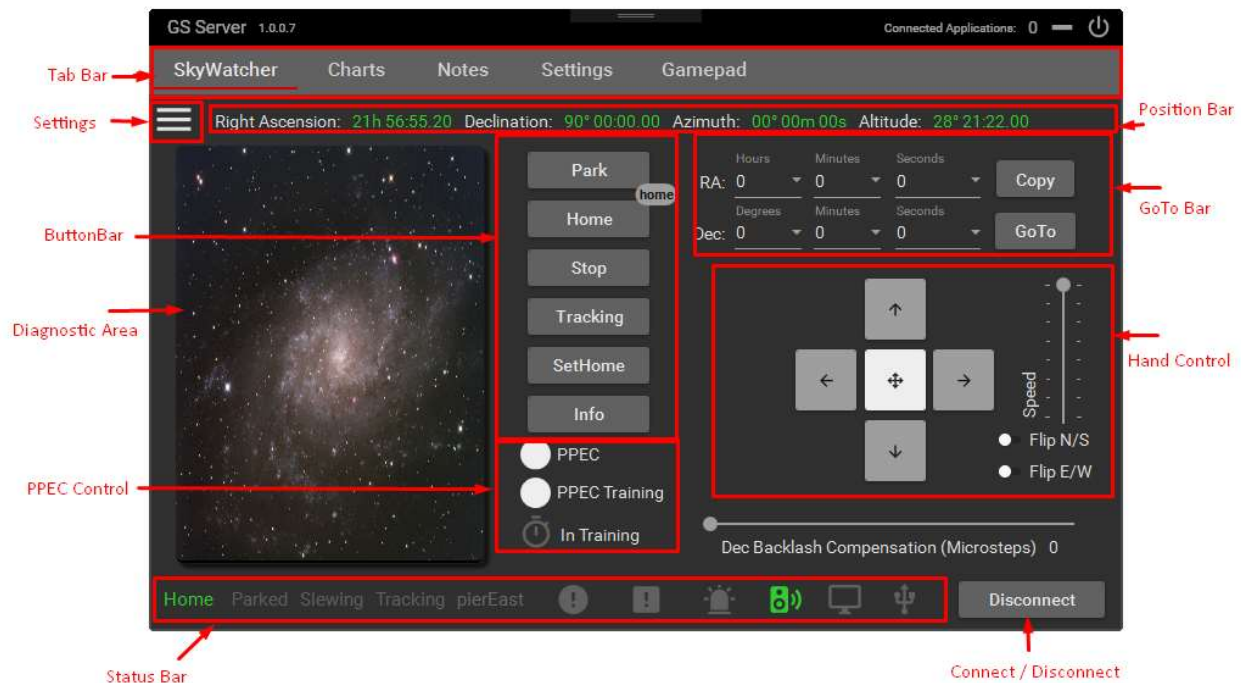 GS Server 1.0.0.7 Connected Applications: 0
Tab Bar
SkyWatcher Charts Notes Settings Gamepad
Settings
Right Ascension: 21h 56:55.20 Declination: 90° 00:00.00 Azimuth: 00° 00m 00s Altitude: 28° 21:22.00
Position Bar
Park
home
Home
Stop
Tracking
SetHome
Info
Hours Minutes Seconds
RA: 0 0 0 Copy
Degrees Minutes Seconds
Dec: 0 0 0 GoTo
GoTo Bar
ButtonBar
Diagnostic Area
Speed
Hand Control
Flip N/S
Flip E/W
PPEC Control
PPEC
PPEC Training
In Training
Dec Backlash Compensation (Microsteps) 0
Home Parked Slewing Tracking pierEast
Disconnect
Status Bar
Connect / Disconnect